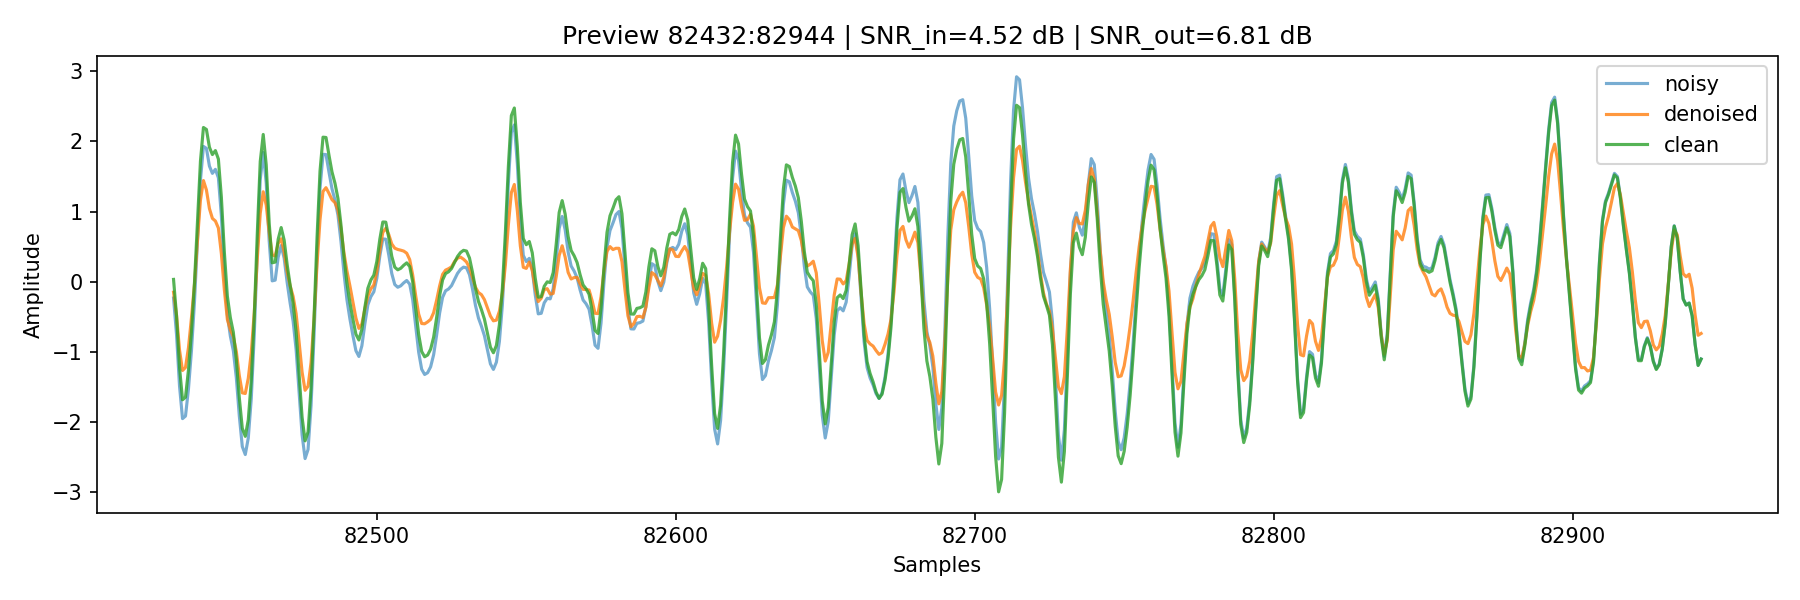 Preview 82432:82944 | SNR_in=4.52 dB | SNR_out=6.81 dB
noisy
denoised
clean
Amplitude
3
2
1
0
−1
−2
−3
82500 82600 82700 82800 82900
Samples